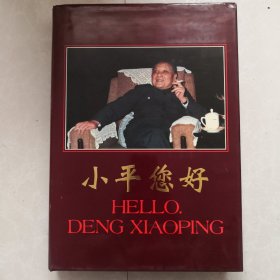 小平您好
HELLO,
DENG XIAOPING